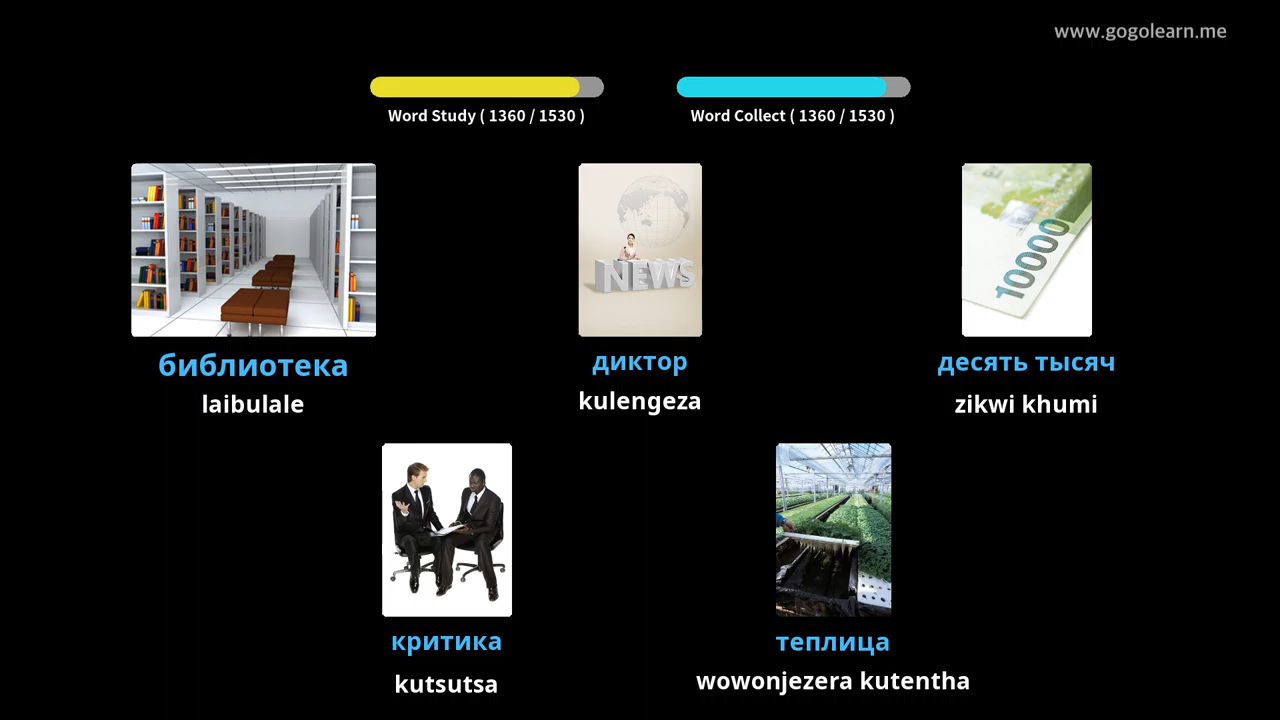 www.gogolearn.me
Word Study ( 1360 / 1530 )
Word Collect ( 1360 / 1530 )
NEWS
10000
библиотека
диктор
десять тысяч
laibulale
kulengeza
zikwi khumi
критика
теплица
kutsutsa
wowonjezera kutentha